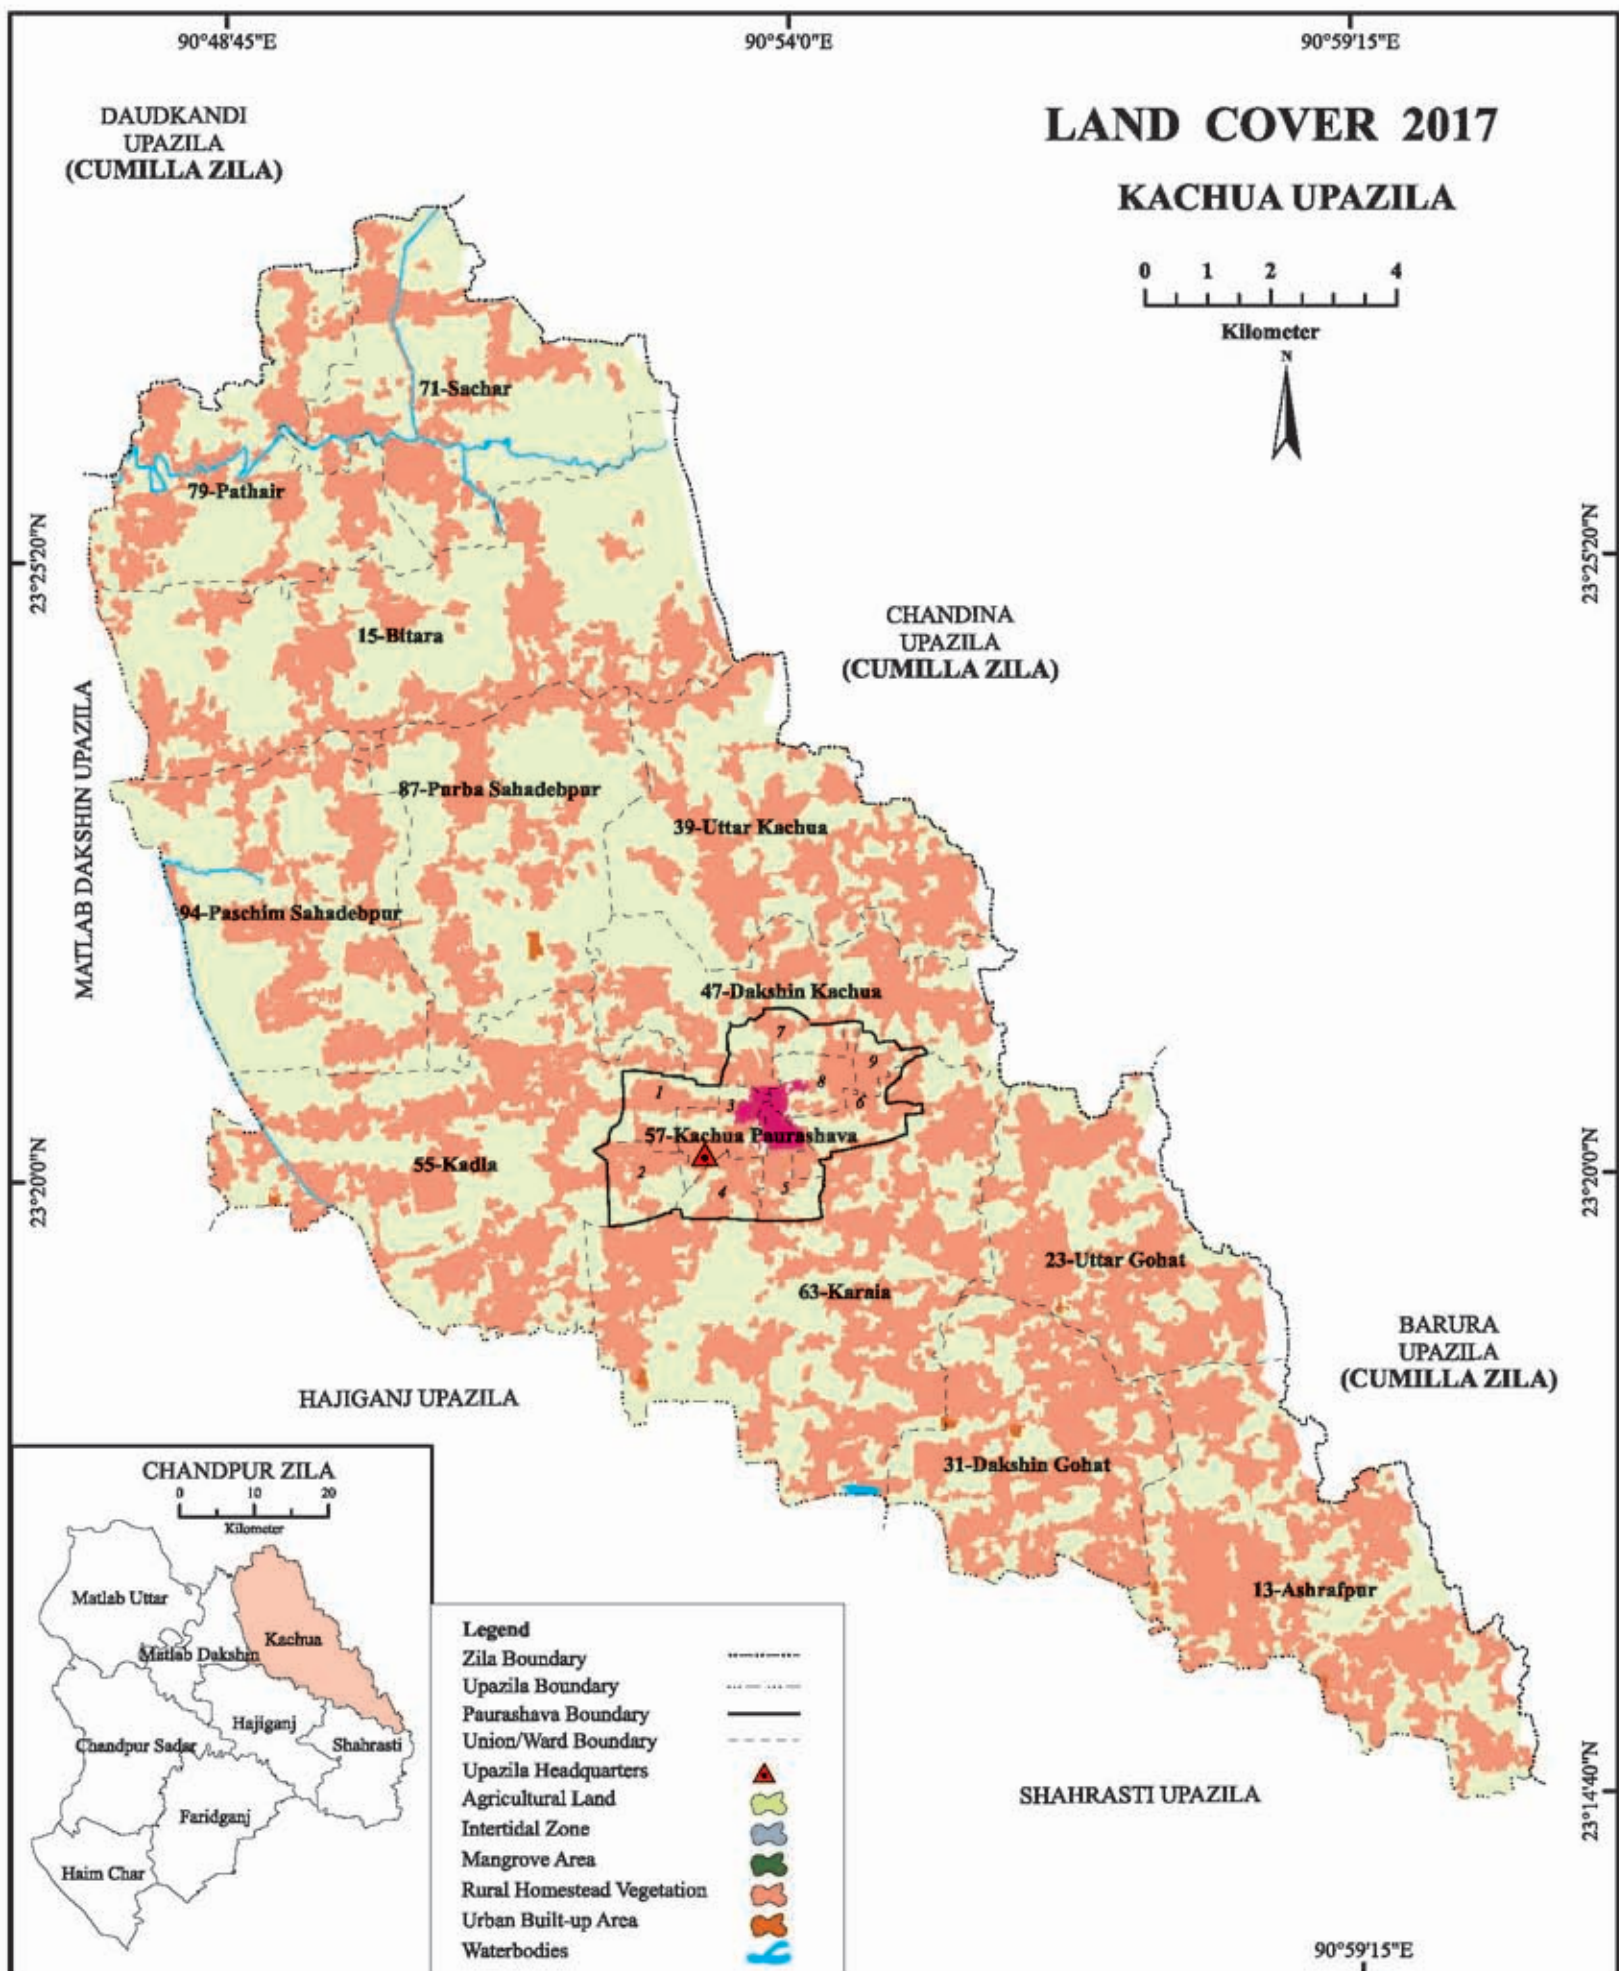 90°48'45"E
90°54'0"E
90°59'15"E
DAUDKANDI
UPAZILA
(CUMILLA ZILA)
LAND COVER 2017
KACHUA UPAZILA
0 1 2 4
Kilometer
N
71-Sachar
79-Pathair
23°25'20"N
23°25'20"N
15-Bitara
CHANDINA
UPAZILA
(CUMILLA ZILA)
MATLAB DAKSHIN UPAZILA
87-Purba Sahadebpur
39-Uttar Kachua
94-Paschim Sahadebpur
47-Dakshin Kachua
7
9
8
1
3
6
57-Kachua Paurashava
55-Kadla
2
4
5
23°20'0"N
23°20'0"N
23-Uttar Gohat
63-Karaia
BARURA
UPAZILA
(CUMILLA ZILA)
HAJIGANJ UPAZILA
31-Dakshin Gohat
13-Ashrafpur
SHAHRASTI UPAZILA
23°14'40"N
90°59'15"E
CHANDPUR ZILA
0 10 20
Kilometer
Matlab Uttar
Kachua
Matlab Dakshin
Hajiganj
Chandpur Sadar
Shahrasti
Faridganj
Haim Char
Legend
Zila Boundary
Upazila Boundary
Paurashava Boundary
Union/Ward Boundary
Upazila Headquarters
Agricultural Land
Intertidal Zone
Mangrove Area
Rural Homestead Vegetation
Urban Built-up Area
Waterbodies